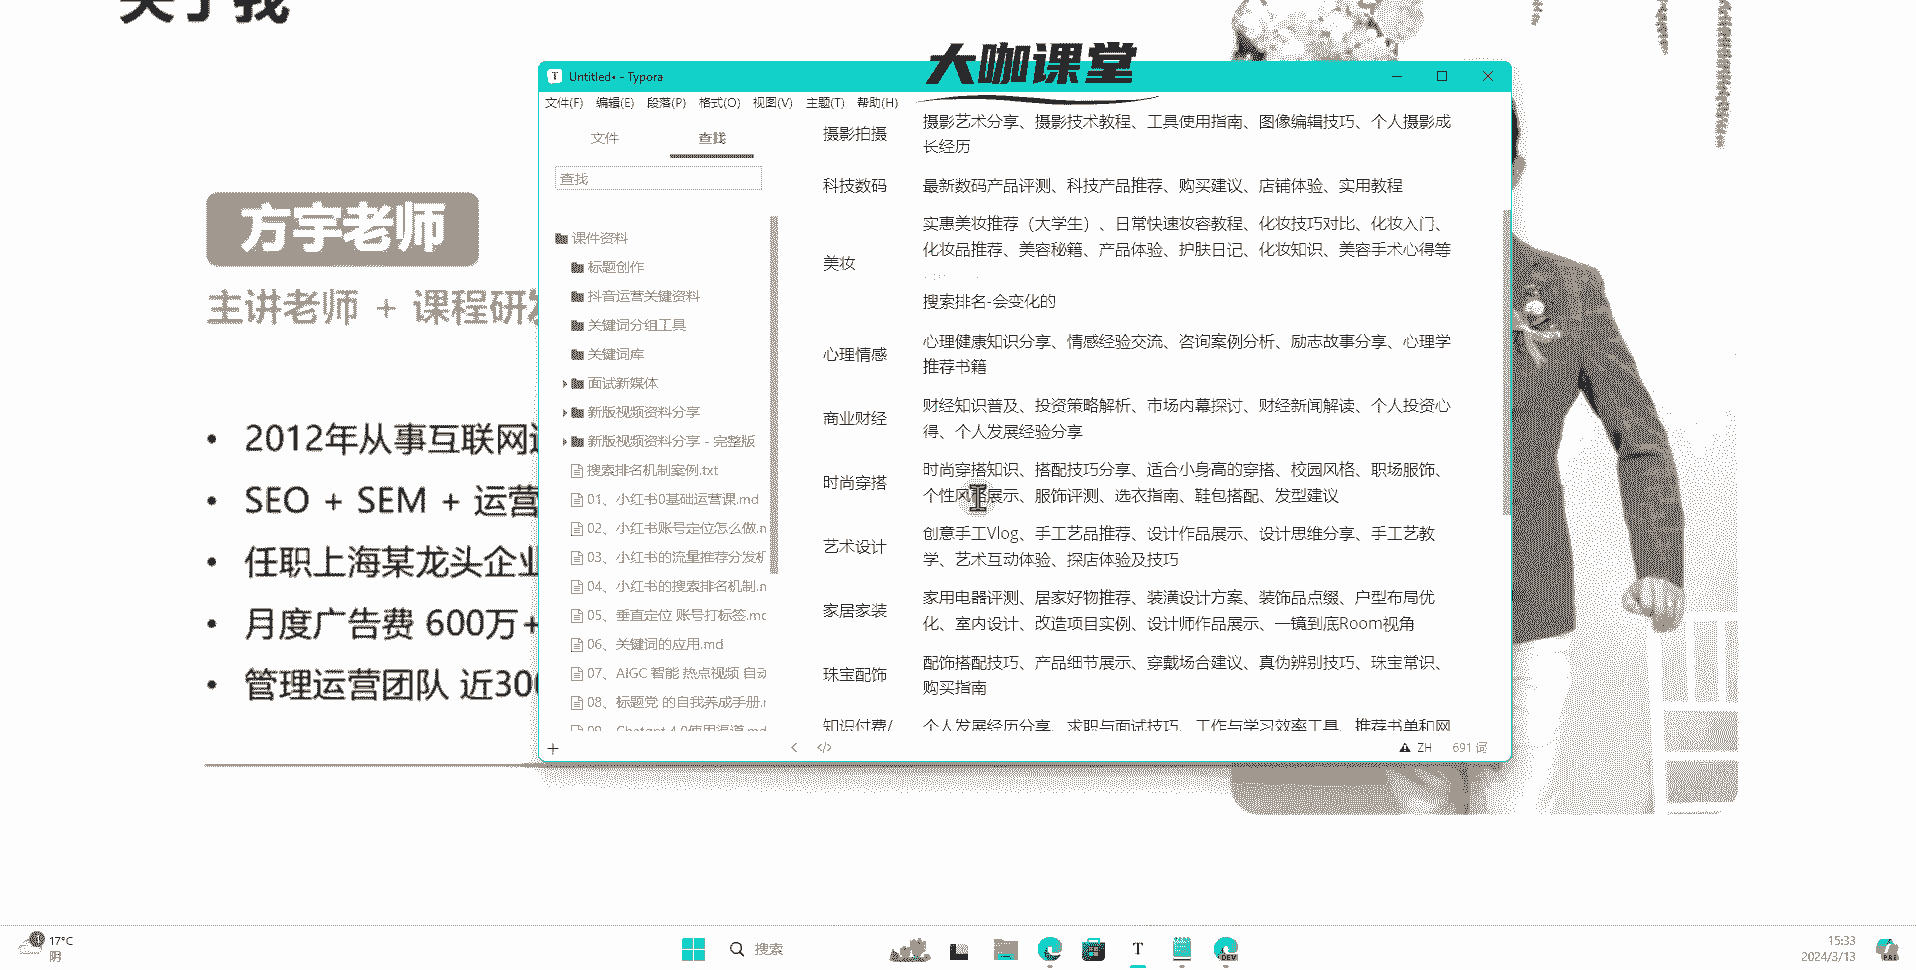 关于我
大咖课堂
Untitled• - Typora
文件(F) 编辑(E) 段落(P) 格式(O) 视图(V) 主题(T) 帮助(H)
文件 查找
查找
课件资料
标题创作
抖音运营关键资料
关键词分组工具
关键词库
面试新媒体
新版视频资料分享
新版视频资料分享 - 完整版
搜索排名机制案例.txt
01、小红书0基础运营课.md
02、小红书账号定位怎么做.n
03、小红书的流量推荐分发机
04、小红书的搜索排名机制.n
05、垂直定位 账号打标签.mc
06、关键词的应用.md
07、AIGC 智能 热点视频 自动
08、标题党 的自我养成手册.r
09、Chatgpt 4.0使用渠道.md
摄影拍摄
摄影艺术分享、摄影技术教程、工具使用指南、图像编辑技巧、个人摄影成
长经历
科技数码
最新数码产品评测、科技产品推荐、购买建议、店铺体验、实用教程
美妆
实惠美妆推荐（大学生）、日常快速妆容教程、化妆技巧对比、化妆入门、
化妆品推荐、美容秘籍、产品体验、护肤日记、化妆知识、美容手术心得等
搜索排名-会变化的
心理情感
心理健康知识分享、情感经验交流、咨询案例分析、励志故事分享、心理学
推荐书籍
商业财经
财经知识普及、投资策略解析、市场内幕探讨、财经新闻解读、个人投资心
得、个人发展经验分享
时尚穿搭
时尚穿搭知识、搭配技巧分享、适合小身高的穿搭、校园风格、职场服饰、
个性风格展示、服饰评测、选衣指南、鞋包搭配、发型建议
艺术设计
创意手工Vlog、手工艺品推荐、设计作品展示、设计思维分享、手工艺教
学、艺术互动体验、探店体验及技巧
家居家装
家用电器评测、居家好物推荐、装潢设计方案、装饰品点缀、户型布局优
化、室内设计、改造项目实例、设计师作品展示、一镜到底Room视角
珠宝配饰
配饰搭配技巧、产品细节展示、穿戴场合建议、真伪辨别技巧、珠宝常识、
购买指南
知识付费/
个人发展经历分享、求职与面试技巧、工作与学习效率工具、推荐书单和网
ZH 691 词
方宇老师
主讲老师 + 课程研发
2012年从事互联网
SEO + SEM + 运营
任职上海某龙头企业
月度广告费 600万+
管理运营团队 近300
17°C
阴
搜索
DEV
15:33
2024/3/13
PRE